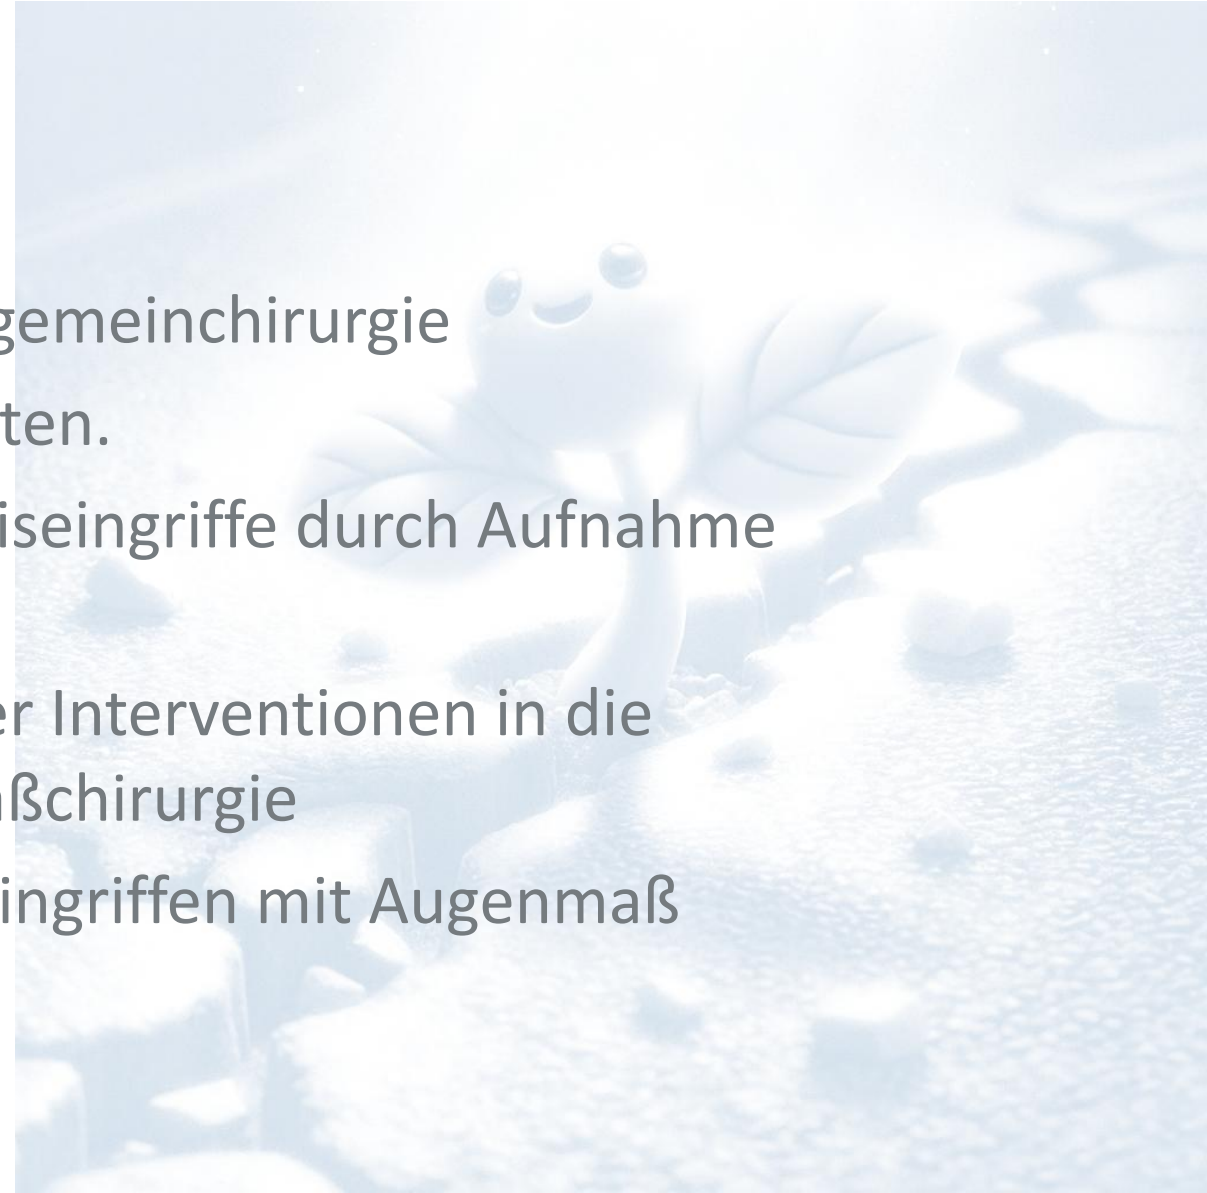 gemeinchirurgie
ten.
iseingriffe durch Aufnahme
er Interventionen in die
ßchirurgie
ingriffen mit Augenmaß